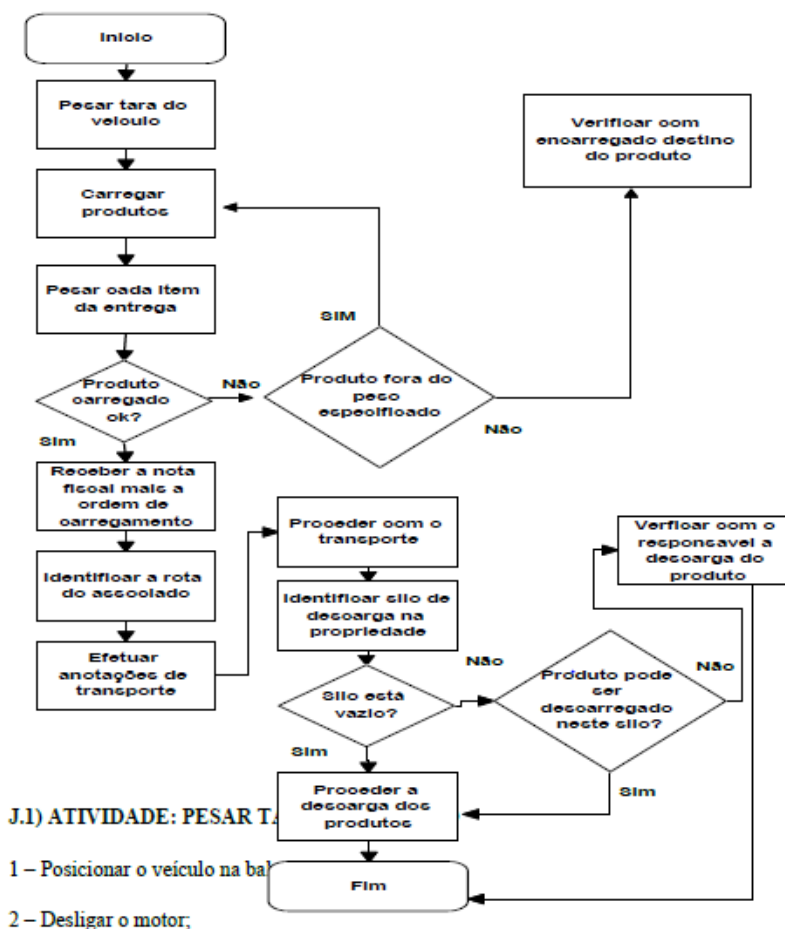 Inicio
Pesar tara do
veiculo
Carregar
produtos
Pesar cada item
da entrega
Produto
carregado
ok?
Não
Sim
Produto fora do
peso
especificado
SIM
Não
Verificar com
encarregado destino
do produto
Receber a nota
fiscal mais a
ordem de
carregamento
Identificar a rota
do associado
Efetuar
anotações de
transporte
Proceder com o
transporte
Identificar silo de
descarga na
propriedade
Silo está
vazio?
Não
Sim
Produto pode
ser
descarregado
neste silo?
Não
Sim
Verficar com o
responsavel a
descarga do
produto
Proceder a
descarga dos
produtos
Fim
J.1) ATIVIDADE: PESAR TA
1 – Posicionar o veículo na bal
2 – Desligar o motor;